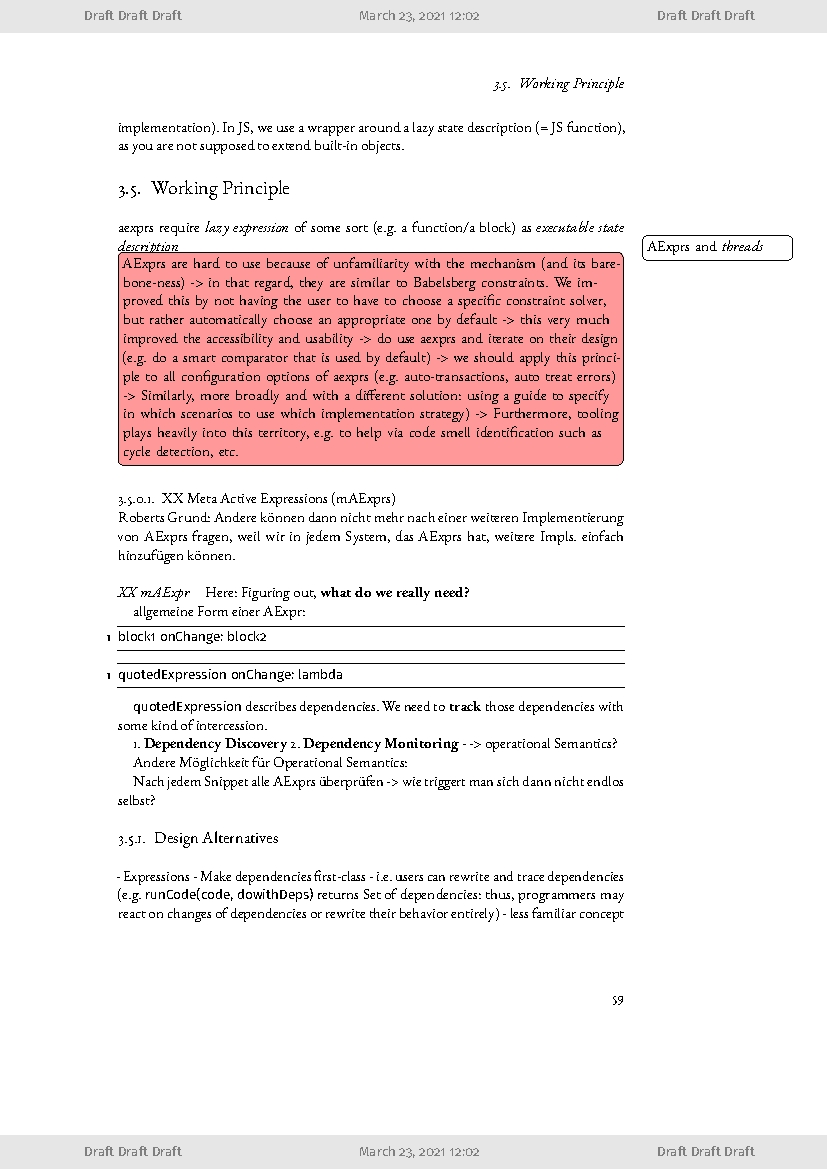 Draft Draft Draft March 23, 2021 12:02 Draft Draft Draft
3.5. Working Principle
implementation). In JS, we use a wrapper around a lazy state description (= JS function),
as you are not supposed to extend built-in objects.
3.5. Working Principle
aexprs require lazy expression of some sort (e.g. a function/a block) as executable state
description
AExprs and threads
AExprs are hard to use because of unfamiliarity with the mechanism (and its bare-
bone-ness) -> in that regard, they are similar to Babelsberg constraints. We im-
proved this by not having the user to have to choose a specific constraint solver,
but rather automatically choose an appropriate one by default -> this very much
improved the accessibility and usability -> do use aexprs and iterate on their design
(e.g. do a smart comparator that is used by default) -> we should apply this princi-
ple to all configuration options of aexprs (e.g. auto-transactions, auto treat errors)
-> Similarly, more broadly and with a different solution: using a guide to specify
in which scenarios to use which implementation strategy) -> Furthermore, tooling
plays heavily into this territory, e.g. to help via code smell identification such as
cycle detection, etc.
3.5.0.1. XX Meta Active Expressions (mAExprs)
Roberts Grund: Andere können dann nicht mehr nach einer weiteren Implementierung
von AExprs fragen, weil wir in jedem System, das AExprs hat, weitere Impls. einfach
hinzufügen können.
XX mAExpr Here: Figuring out, what do we really need?
allgemeine Form einer AExpr:
1 block1 onChange: block2
1 quotedExpression onChange: lambda
quotedExpression describes dependencies. We need to track those dependencies with
some kind of intercession.
1. Dependency Discovery 2. Dependency Monitoring - -> operational Semantics?
Andere Möglichkeit für Operational Semantics:
Nach jedem Snippet alle AExprs überprüfen -> wie triggert man sich dann nicht endlos
selbst?
3.5.1. Design Alternatives
- Expressions - Make dependencies first-class - i.e. users can rewrite and trace dependencies
(e.g. runCode(code, dowithDeps) returns Set of dependencies: thus, programmers may
react on changes of dependencies or rewrite their behavior entirely) - less familiar concept
59
Draft Draft Draft March 23, 2021 12:02 Draft Draft Draft